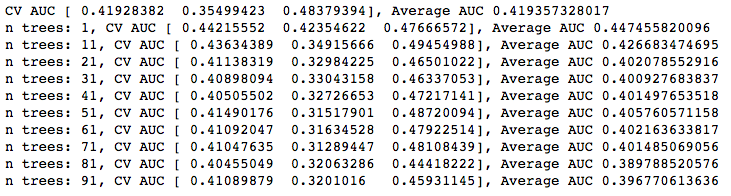 CV AUC [ 0.41928382  0.35499423  0.48379394], Average AUC 0.419357328017
n trees: 1, CV AUC [ 0.44215552  0.42354622  0.47666572], Average AUC 0.447455820096
n trees: 11, CV AUC [ 0.43634389  0.34915666  0.49454988], Average AUC 0.426683474695
n trees: 21, CV AUC [ 0.41138319  0.32984225  0.46501022], Average AUC 0.402078552916
n trees: 31, CV AUC [ 0.40898094  0.33043158  0.46337053], Average AUC 0.400927683837
n trees: 41, CV AUC [ 0.40505502  0.32726653  0.47217141], Average AUC 0.401497653518
n trees: 51, CV AUC [ 0.41490176  0.31517901  0.48720094], Average AUC 0.405760571158
n trees: 61, CV AUC [ 0.41092047  0.31634528  0.47922514], Average AUC 0.402163633817
n trees: 71, CV AUC [ 0.41047635  0.31289447  0.48108439], Average AUC 0.401485069056
n trees: 81, CV AUC [ 0.40455049  0.32063286  0.44418222], Average AUC 0.389788520576
n trees: 91, CV AUC [ 0.41089879  0.3201016   0.45931145], Average AUC 0.396770613636